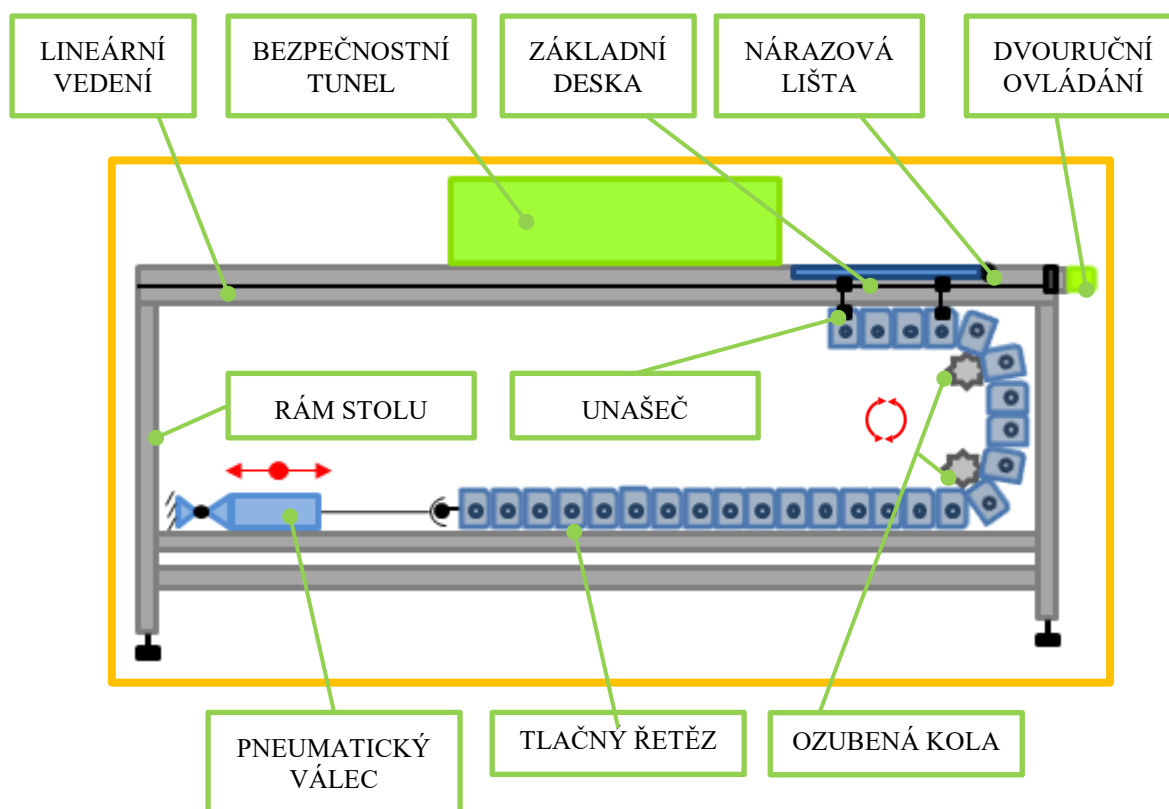 LINEÁRNÍ
VEDENÍ
BEZPEČNOSTNÍ
TUNEL
ZÁKLADNÍ
DESKA
NÁRAZOVÁ
LIŠTA
DVOURUČNÍ
OVLÁDÁNÍ
RÁM STOLU
UNAŠEČ
PNEUMATICKÝ
VÁLEC
TLAČNÝ ŘETĚZ
OZUBENÁ KOLA